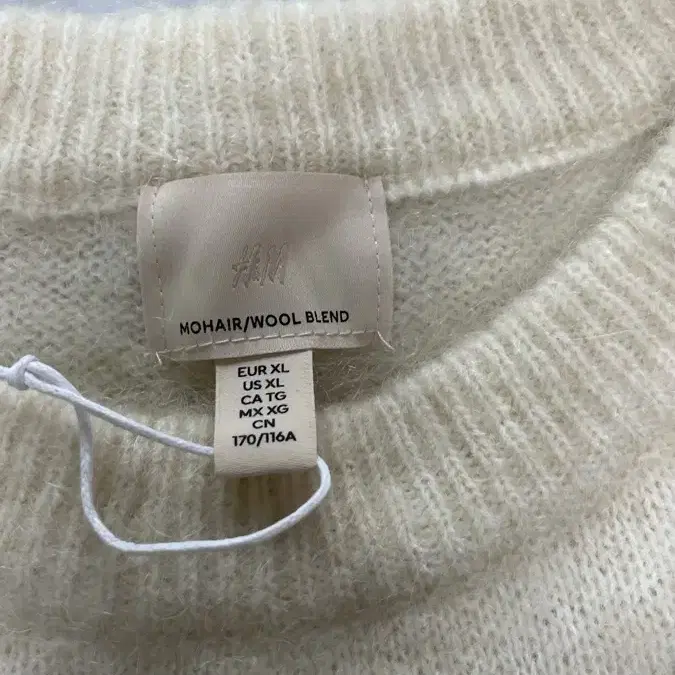 H&M
MOHAIR/WOOL BLEND
EUR XL
US XL
CA TG
MX XG
CN
170/116A